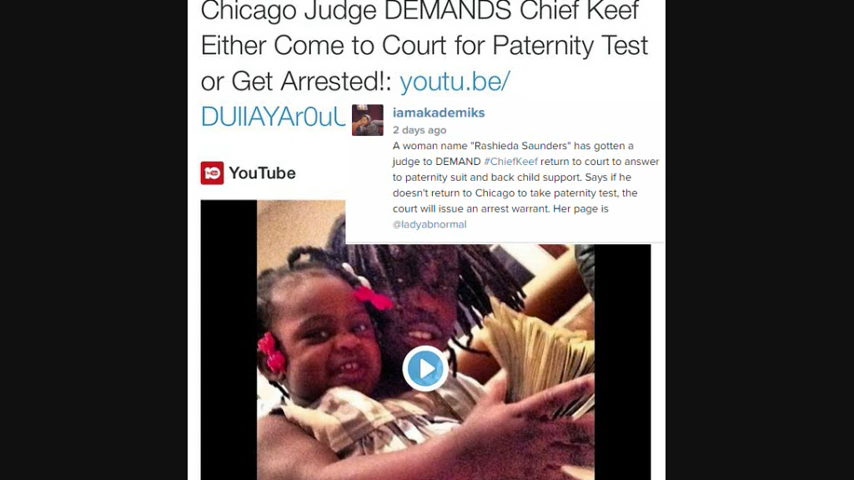 Chicago Judge DEMANDS Chief Keef
Either Come to Court for Paternity Test
or Get Arrested!: youtu.be/
iamakademiks
2 days ago
A woman name "Rashieda Saunders" has gotten a
judge to DEMAND #ChiefKeef return to court to answer
to paternity suit and back child support. Says if he
doesn't return to Chicago to take paternity test, the
court will issue an arrest warrant. Her page is
@ladyabnormal
YouTube